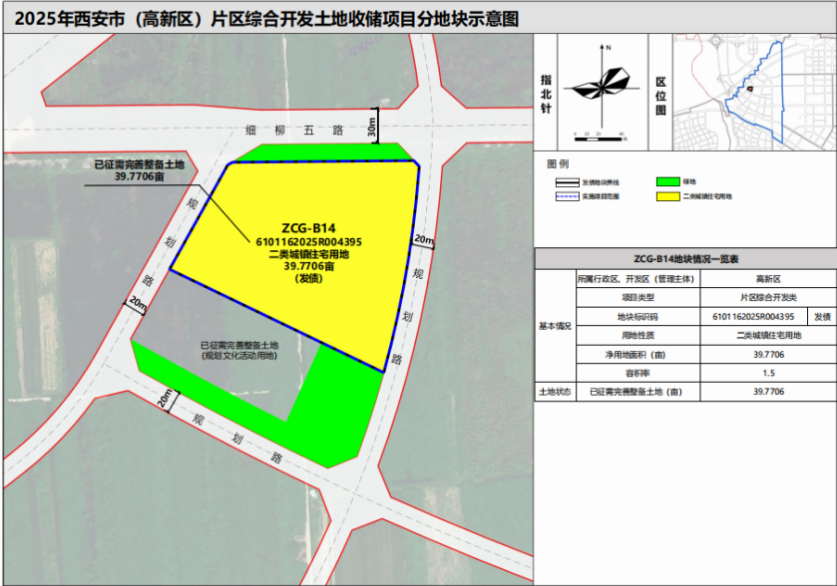 2025年西安市（高新区）片区综合开发土地收储项目分地块示意图
细柳五路
30m
已征需完善整备土地
39.7706亩
规划路
ZCG-B14
6101162025R004395
二类城镇住宅用地
39.7706亩
（发债）
20m
规划路
20m
已征需完善整备土地
(规划文化活动用地)
20m
规划路
指北针
N
区位图
图例
发债地块界线
绿地
实施项目范围
二类城镇住宅用地
ZCG-B14地块情况一览表
基本情况
所属行政区、开发区（管理主体） 高新区
项目类型 片区综合开发类
地块标识码 6101162025R004395 发债
用地性质 二类城镇住宅用地
净用地面积（亩） 39.7706
容积率 1.5
土地状态 已征需完善整备土地（亩） 39.7706